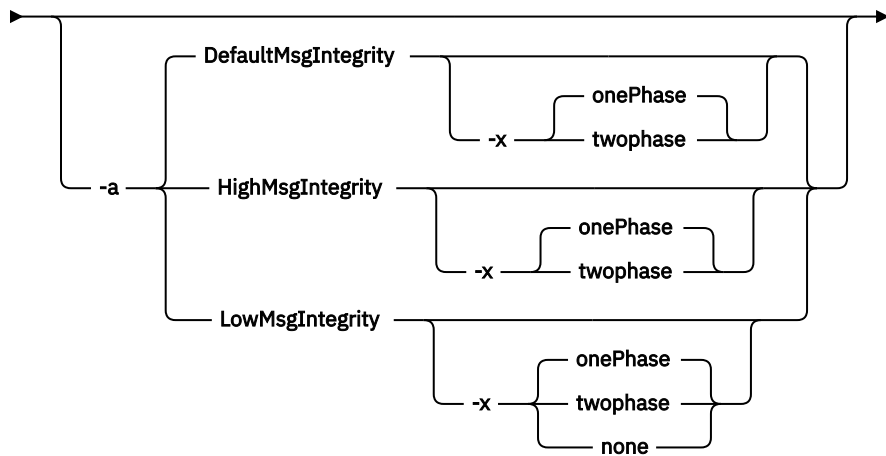 DefaultMsgIntegrity
onePhase
-x twophase
-a HighMsgIntegrity
onePhase
-x twophase
LowMsgIntegrity
onePhase
-x twophase
none